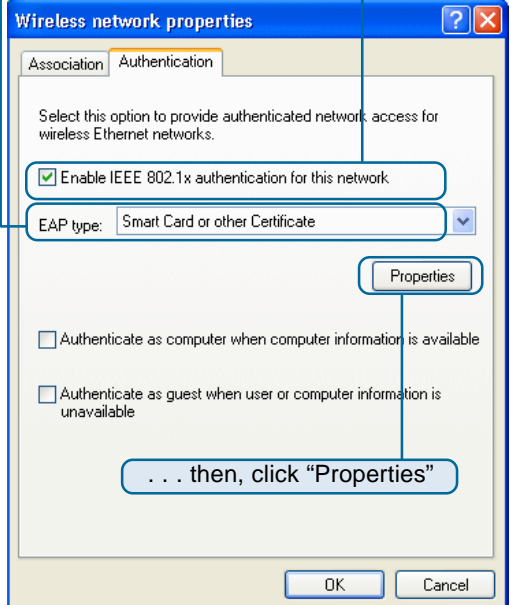 Wireless network properties
Association Authentication
Select this option to provide authenticated network access for
wireless Ethernet networks.
Enable IEEE 802.1x authentication for this network
EAP type: Smart Card or other Certificate
Properties
Authenticate as computer when computer information is available
Authenticate as guest when user or computer information is
unavailable
. . . then, click “Properties”
OK Cancel